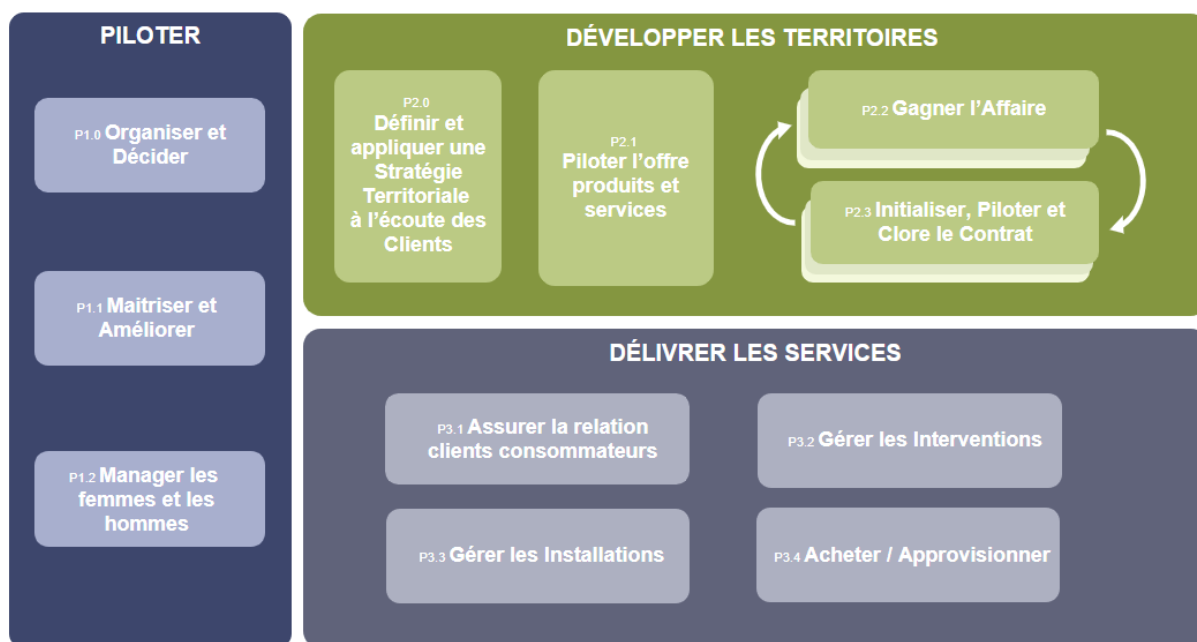 PILOTER
P1.0 Organiser et
Décider
P1.1 Maitriser et
Améliorer
P1.2 Manager les
femmes et les
hommes
DÉVELOPPER LES TERRITOIRES
P2.0
Définir et
appliquer une
Stratégie
Territoriale
à l’écoute des
Clients
P2.1
Piloter l’offre
produits et
services
P2.2 Gagner l’Affaire
P2.3 Initialiser, Piloter et
Clore le Contrat
DÉLIVRER LES SERVICES
P3.1 Assurer la relation
clients consommateurs
P3.2 Gérer les Interventions
P3.3 Gérer les Installations
P3.4 Acheter / Approvisionner